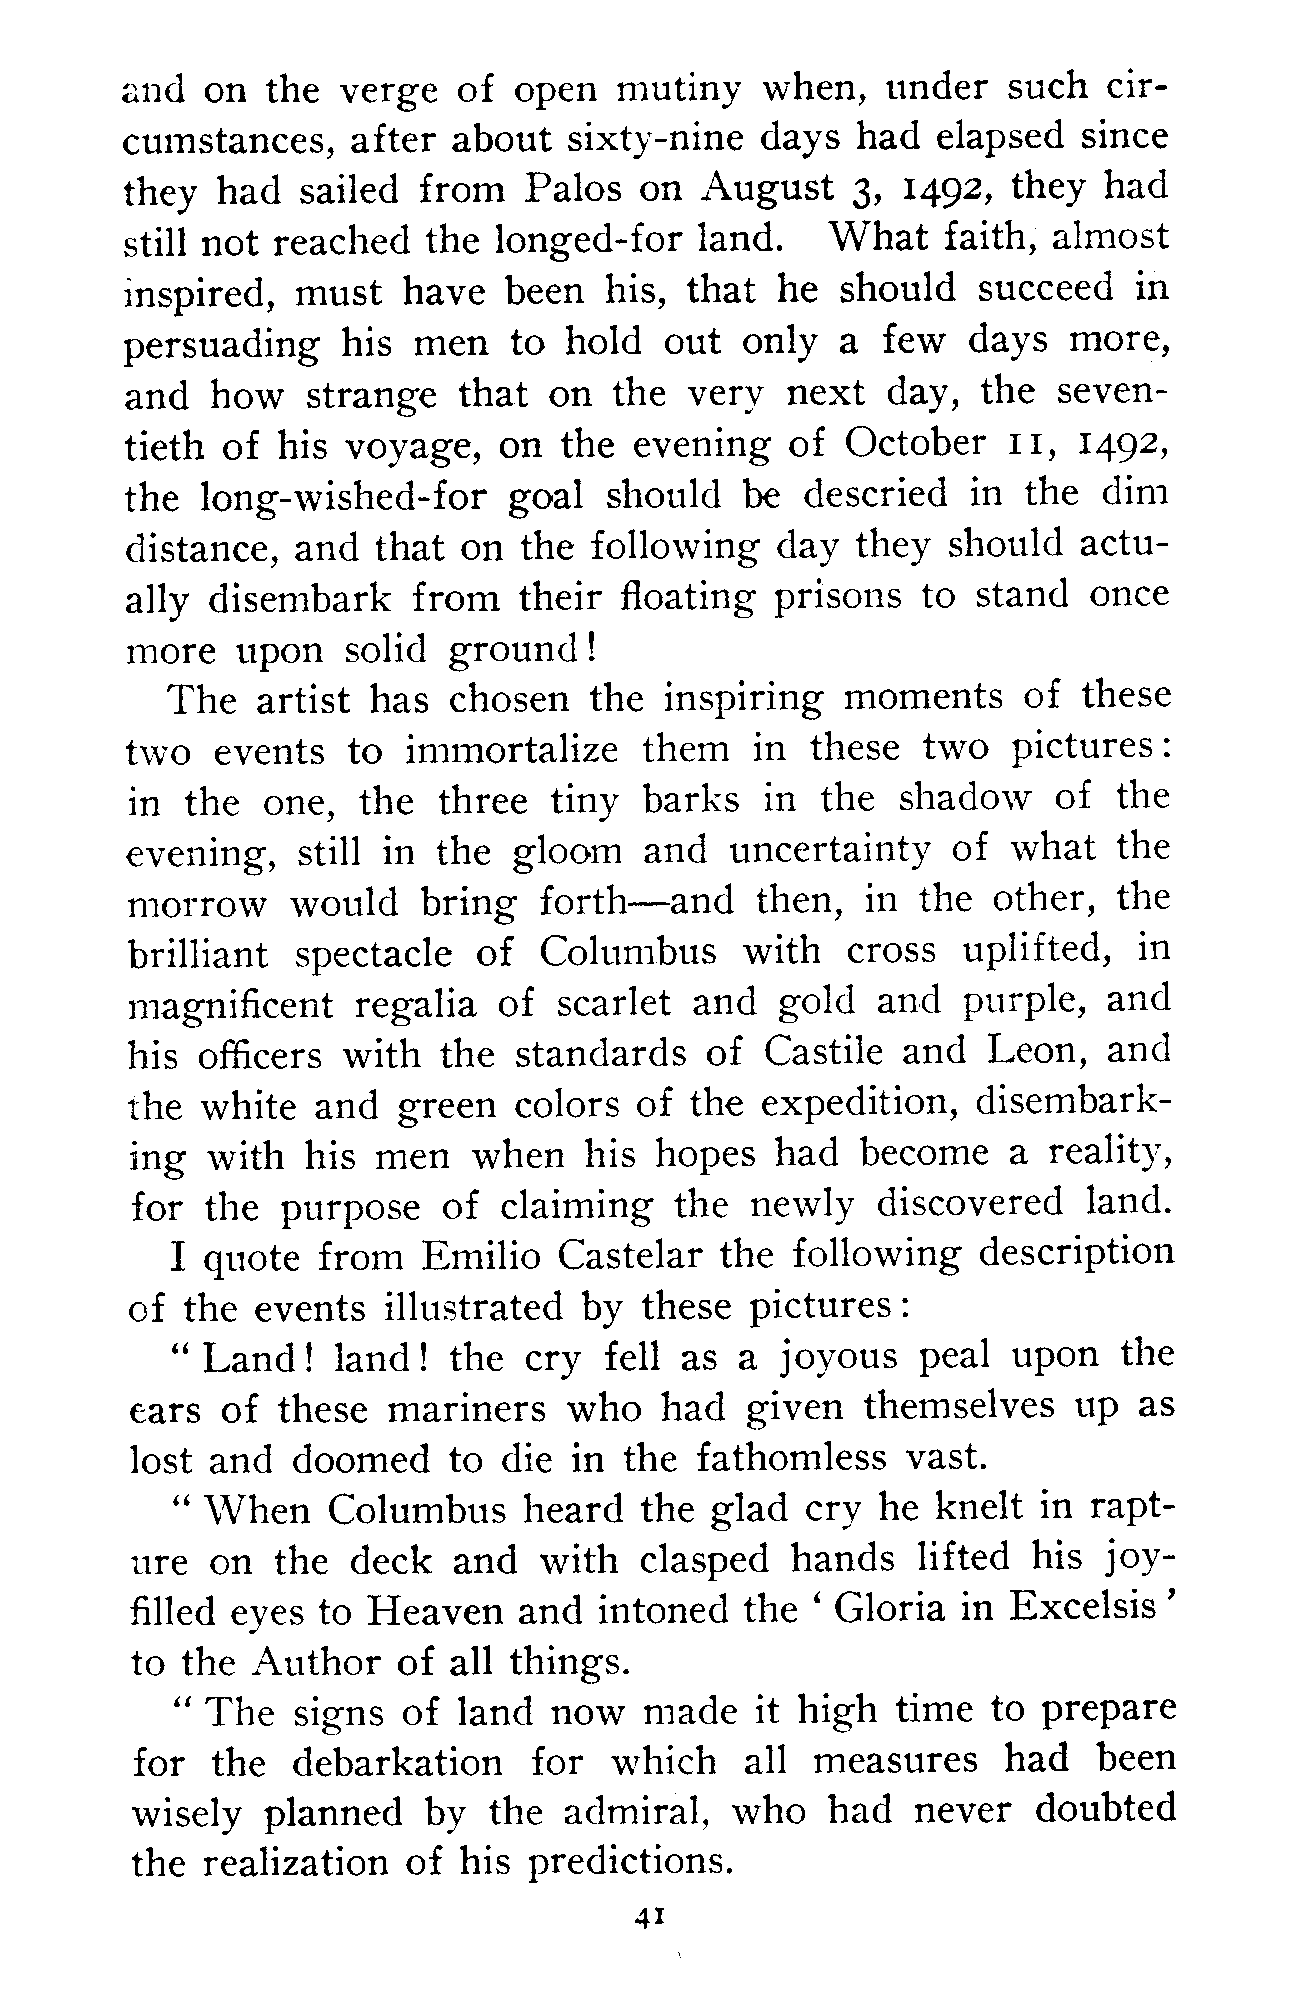 and on the verge of open mutiny when, under such cir-
cumstances, after about sixty-nine days had elapsed since
they had sailed from Palos on August 3, 1492, they had
still not reached the longed-for land. What faith, almost
inspired, must have been his, that he should succeed in
persuading his men to hold out only a few days more,
and how strange that on the very next day, the seven-
tieth of his voyage, on the evening of October 11, 1492,
the long-wished-for goal should be descried in the dim
distance, and that on the following day they should actu-
ally disembark from their floating prisons to stand once
more upon solid ground!
The artist has chosen the inspiring moments of these
two events to immortalize them in these two pictures:
in the one, the three tiny barks in the shadow of the
evening, still in the gloom and uncertainty of what the
morrow would bring forth—and then, in the other, the
brilliant spectacle of Columbus with cross uplifted, in
magnificent regalia of scarlet and gold and purple, and
his officers with the standards of Castile and Leon, and
the white and green colors of the expedition, disembark-
ing with his men when his hopes had become a reality,
for the purpose of claiming the newly discovered land.
I quote from Emilio Castelar the following description
of the events illustrated by these pictures:
"Land! land! the cry fell as a joyous peal upon the
ears of these mariners who had given themselves up as
lost and doomed to die in the fathomless vast.
"When Columbus heard the glad cry he knelt in rapt-
ure on the deck and with clasped hands lifted his joy-
filled eyes to Heaven and intoned the 'Gloria in Excelsis'
to the Author of all things.
"The signs of land now made it high time to prepare
for the debarkation for which all measures had been
wisely planned by the admiral, who had never doubted
the realization of his predictions.
41